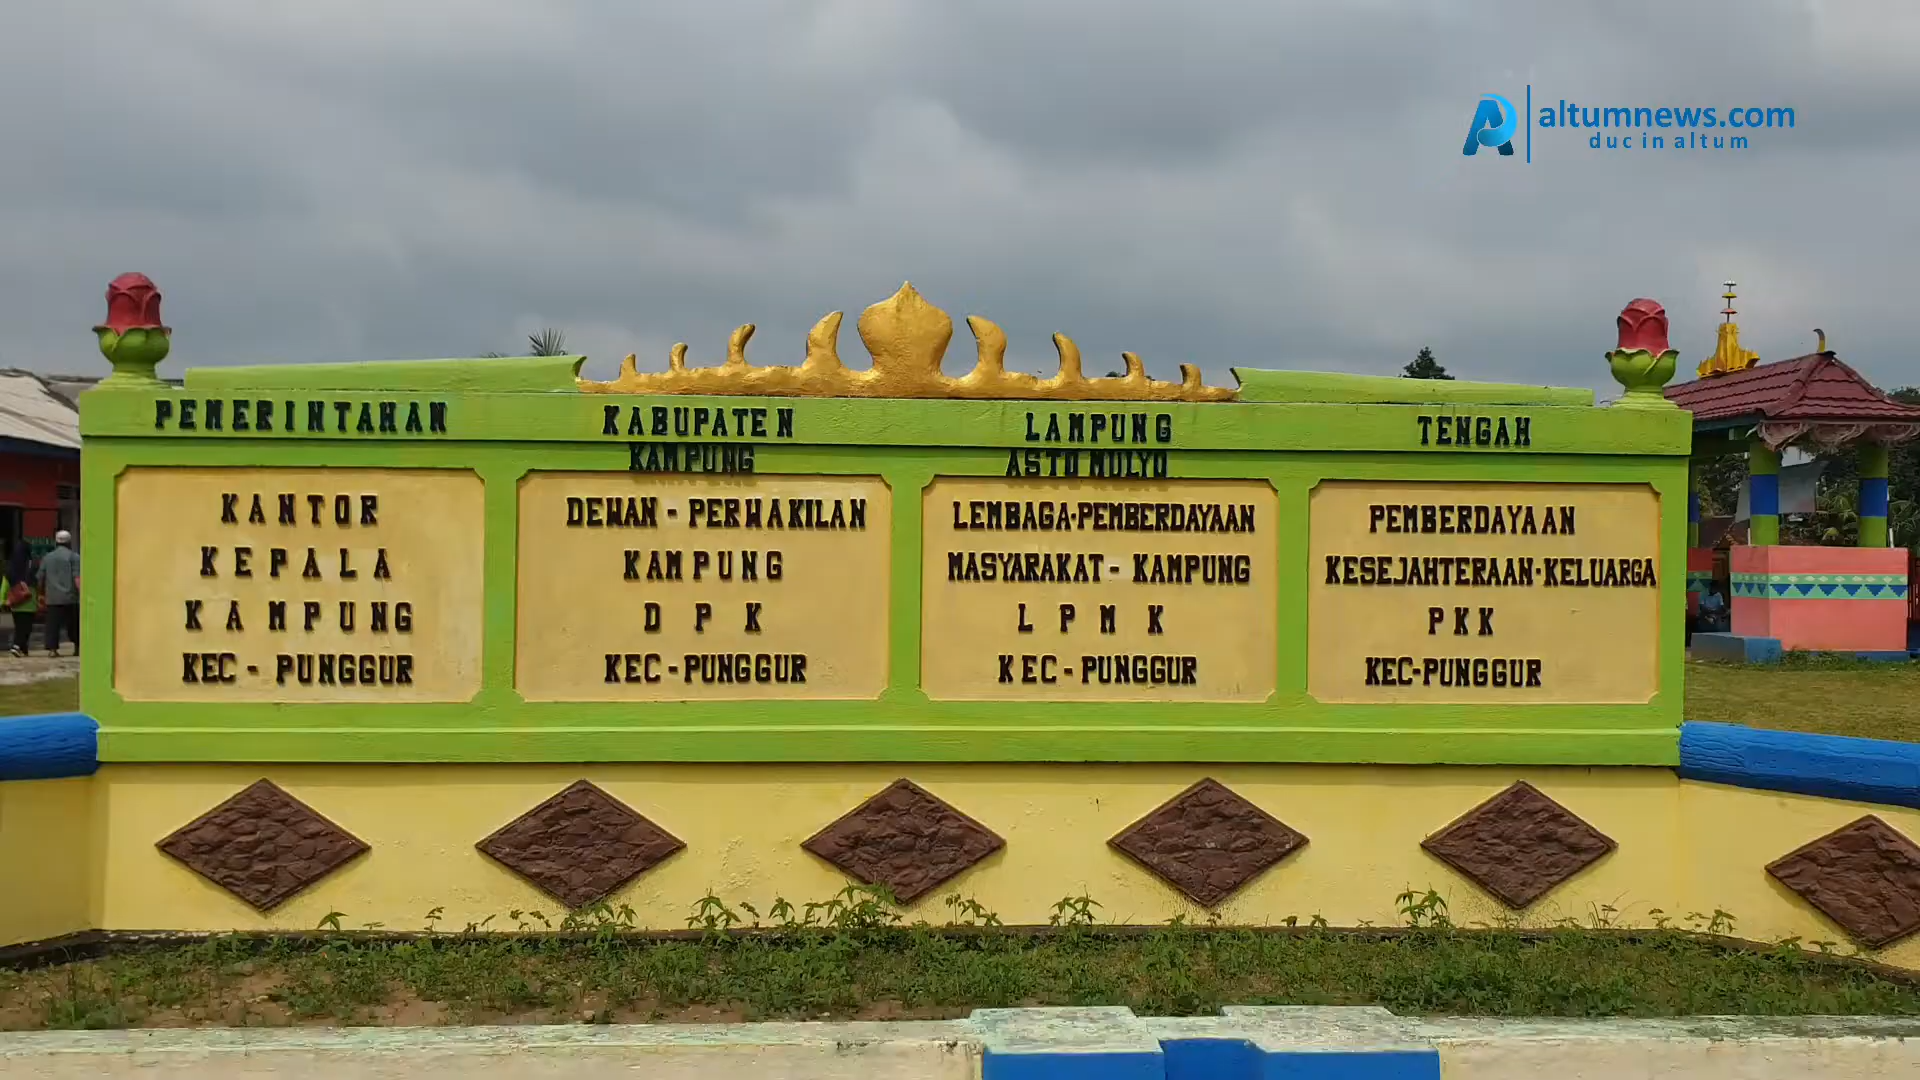 altumnews.com
duc in altum
PEMERINTAHAN KABUPATEN LAMPUNG TENGAH
KAMPUNG ASTO MULYO
KANTOR
KEPALA
KAMPUNG
KEC - PUNGGUR
DEWAN - PERWAKILAN
KAMPUNG
D P K
KEC - PUNGGUR
LEMBAGA-PEMBERDAYAAN
MASYARAKAT - KAMPUNG
L P M K
KEC - PUNGGUR
PEMBERDAYAAN
KESEJAHTERAAN-KELUARGA
PKK
KEC-PUNGGUR